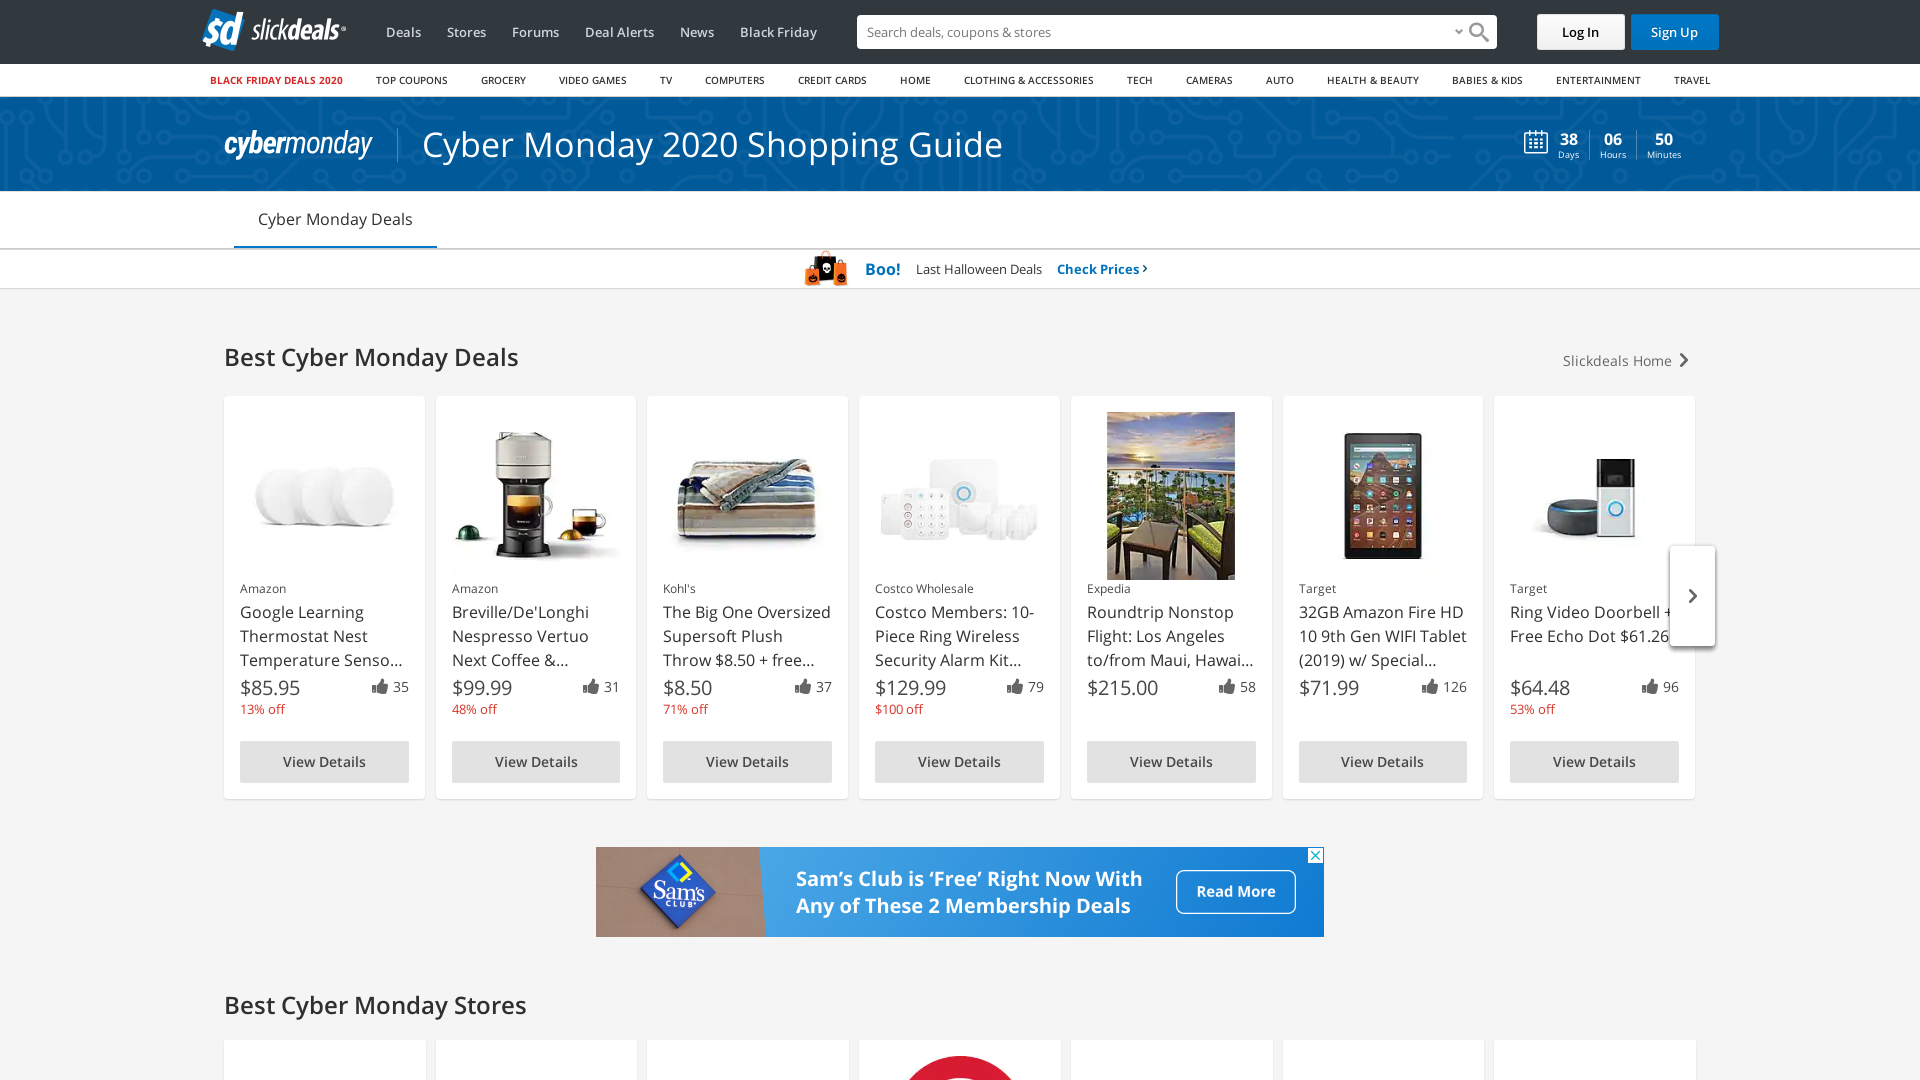 sd slickdeals
Deals
Stores
Forums
Deal Alerts
News
Black Friday
Search deals, coupons & stores
Log In
Sign Up
BLACK FRIDAY DEALS 2020
TOP COUPONS
GROCERY
VIDEO GAMES
TV
COMPUTERS
CREDIT CARDS
HOME
CLOTHING & ACCESSORIES
TECH
CAMERAS
AUTO
HEALTH & BEAUTY
BABIES & KIDS
ENTERTAINMENT
TRAVEL
cybermonday
Cyber Monday 2020 Shopping Guide
38
Days
06
Hours
50
Minutes
Cyber Monday Deals
Boo!
Last Halloween Deals
Check Prices
Best Cyber Monday Deals
Slickdeals Home
Amazon
Google Learning
Thermostat Nest
Temperature Senso...
$85.95
35
13% off
View Details
Amazon
Breville/De'Longhi
Nespresso Vertuo
Next Coffee &...
$99.99
31
48% off
View Details
Kohl's
The Big One Oversized
Supersoft Plush
Throw $8.50 + free...
$8.50
37
71% off
View Details
Costco Wholesale
Costco Members: 10-
Piece Ring Wireless
Security Alarm Kit...
$129.99
79
$100 off
View Details
Expedia
Roundtrip Nonstop
Flight: Los Angeles
to/from Maui, Hawai...
$215.00
58
View Details
Target
32GB Amazon Fire HD
10 9th Gen WIFI Tablet
(2019) w/ Special...
$71.99
126
View Details
Target
Ring Video Doorbell +
Free Echo Dot $61.26
$64.48
96
53% off
View Details
Sam's
CLUB
Sam's Club is 'Free' Right Now With
Any of These 2 Membership Deals
Read More
Best Cyber Monday Stores